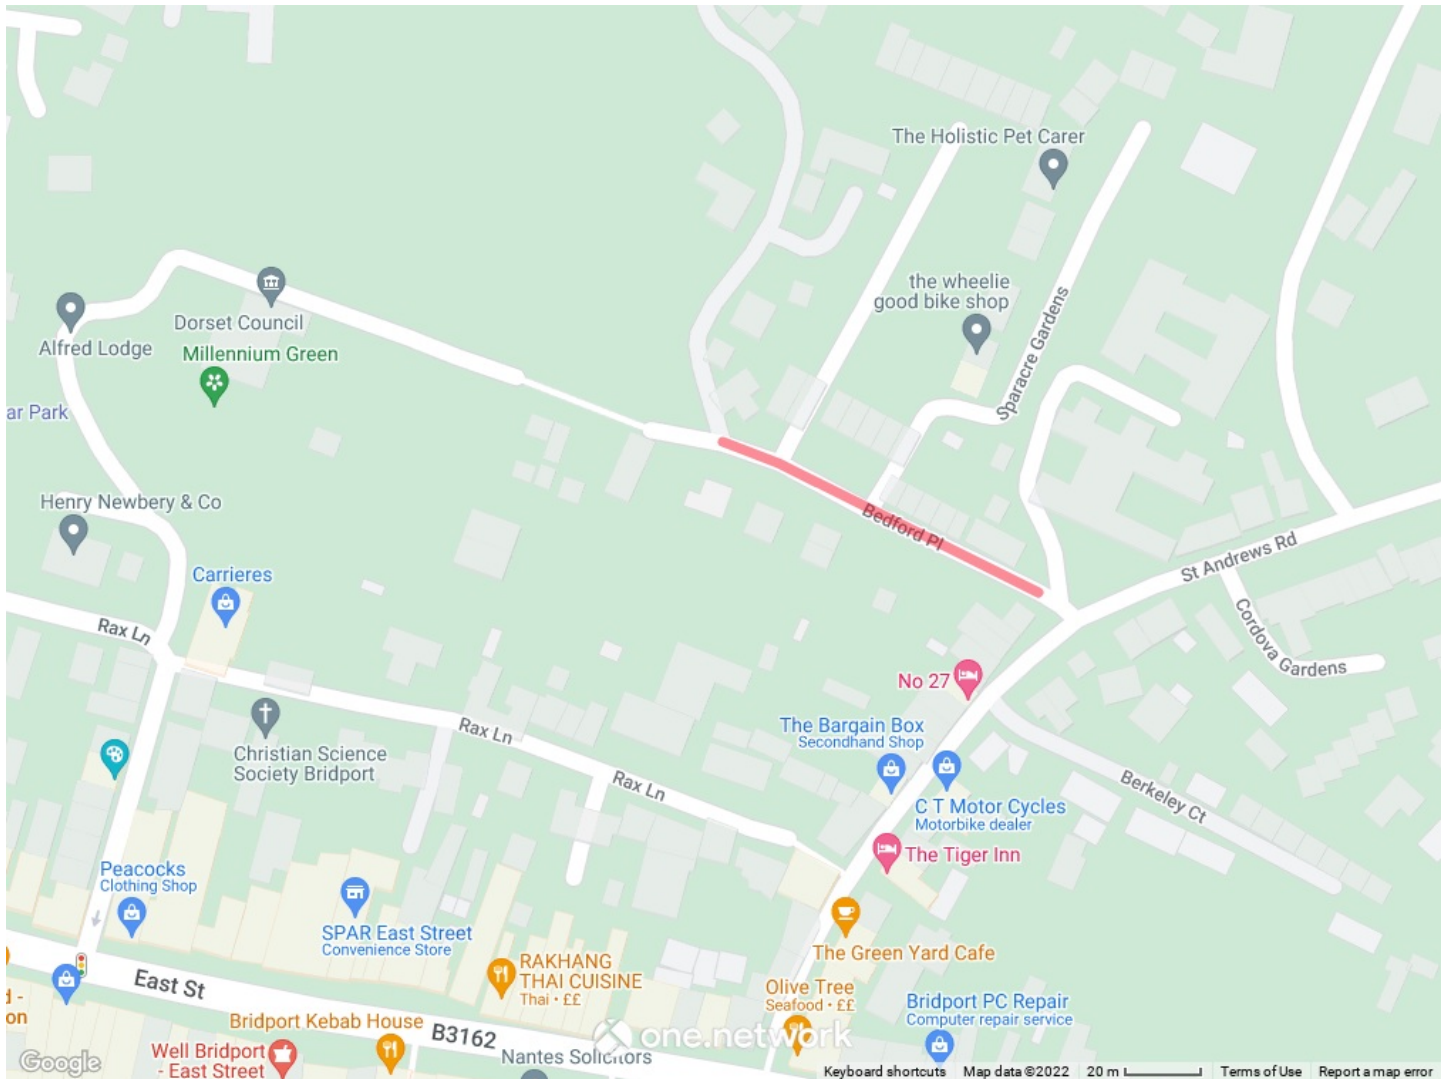 The Holistic Pet Carer
the wheelie
good bike shop
Sparacre Gardens
Dorset Council
Alfred Lodge
Millennium Green
ar Park
Henry Newbery & Co
Bedford Pl
St Andrews Rd
Carrieres
Cordova Gardens
Rax Ln
No 27
Christian Science
Society Bridport
Rax Ln
The Bargain Box
Secondhand Shop
Rax Ln
Berkeley Ct
C T Motor Cycles
Motorbike dealer
The Tiger Inn
Peacocks
Clothing Shop
SPAR East Street
Convenience Store
The Green Yard Cafe
RAKHANG
THAI CUISINE
Thai • ££
East St
Olive Tree
Seafood • ££
d -
on
Bridport PC Repair
Computer repair service
Bridport Kebab House
B3162
one.network
Well Bridport
- East Street
Nantes Solicitors
Google
Keyboard shortcuts
Map data ©2022
20 m
Terms of Use
Report a map error